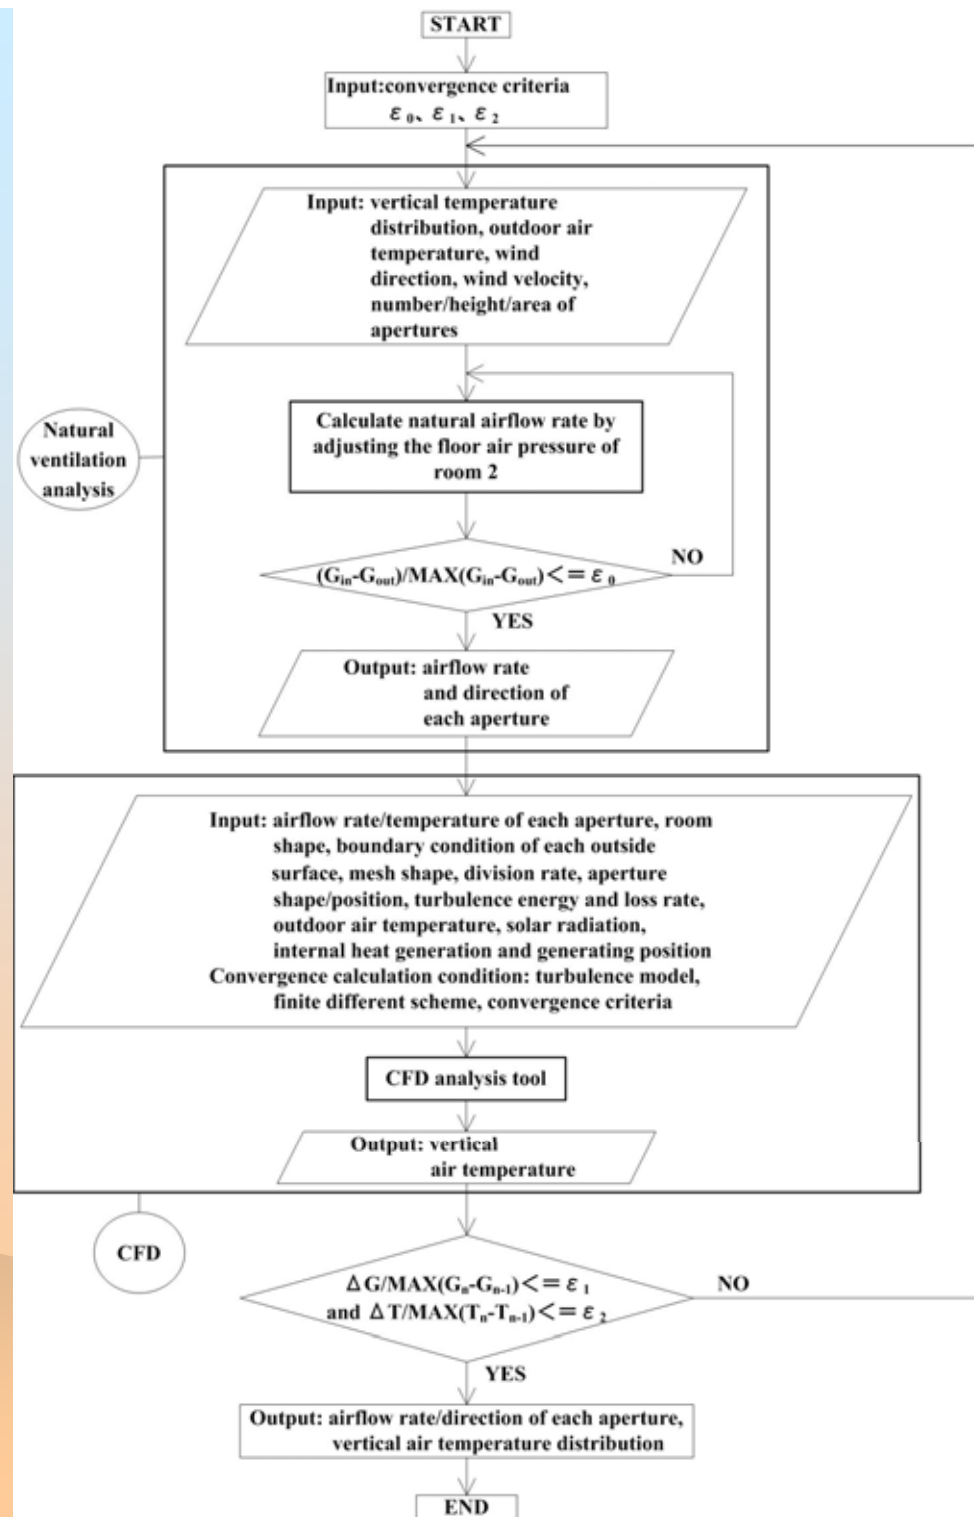 START
Input:convergence criteria
ε₀、ε₁、ε₂
Input: vertical temperature
distribution, outdoor air
temperature, wind
direction, wind velocity,
number/height/area of
apertures
Calculate natural airflow rate by
adjusting the floor air pressure of
room 2
Natural
ventilation
analysis
(Gin-Gout)/MAX(Gin-Gout)<=ε₀
NO
YES
Output: airflow rate
and direction of
each aperture
Input: airflow rate/temperature of each aperture, room
shape, boundary condition of each outside
surface, mesh shape, division rate, aperture
shape/position, turbulence energy and loss rate,
outdoor air temperature, solar radiation,
internal heat generation and generating position
Convergence calculation condition: turbulence model,
finite different scheme, convergence criteria
CFD analysis tool
Output: vertical
air temperature
CFD
ΔG/MAX(Gn-Gn-1)<=ε₁
and ΔT/MAX(Tn-Tn-1)<=ε₂
NO
YES
Output: airflow rate/direction of each aperture,
vertical air temperature distribution
END